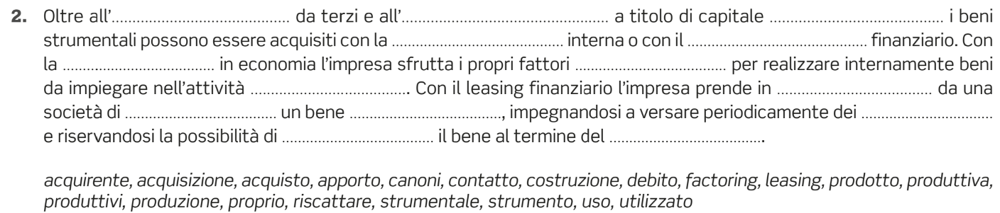 2. Oltre all'........................................ da terzi e all'............................................... a titolo di capitale ........................................ i beni
strumentali possono essere acquisiti con la ....................................... interna o con il ......................................... finanziario. Con
la ................................... in economia l'impresa sfrutta i propri fattori ................................... per realizzare internamente beni
da impiegare nell'attività .................................... Con il leasing finanziario l'impresa prende in .................................... da una
società di ................................... un bene ..................................., impegnandosi a versare periodicamente dei ...............................
e riservandosi la possibilità di ................................... il bene al termine del ....................................
acquirente, acquisizione, acquisto, apporto, canoni, contatto, costruzione, debito, factoring, leasing, prodotto, produttiva,
produttivi, produzione, proprio, riscattare, strumentale, strumento, uso, utilizzato